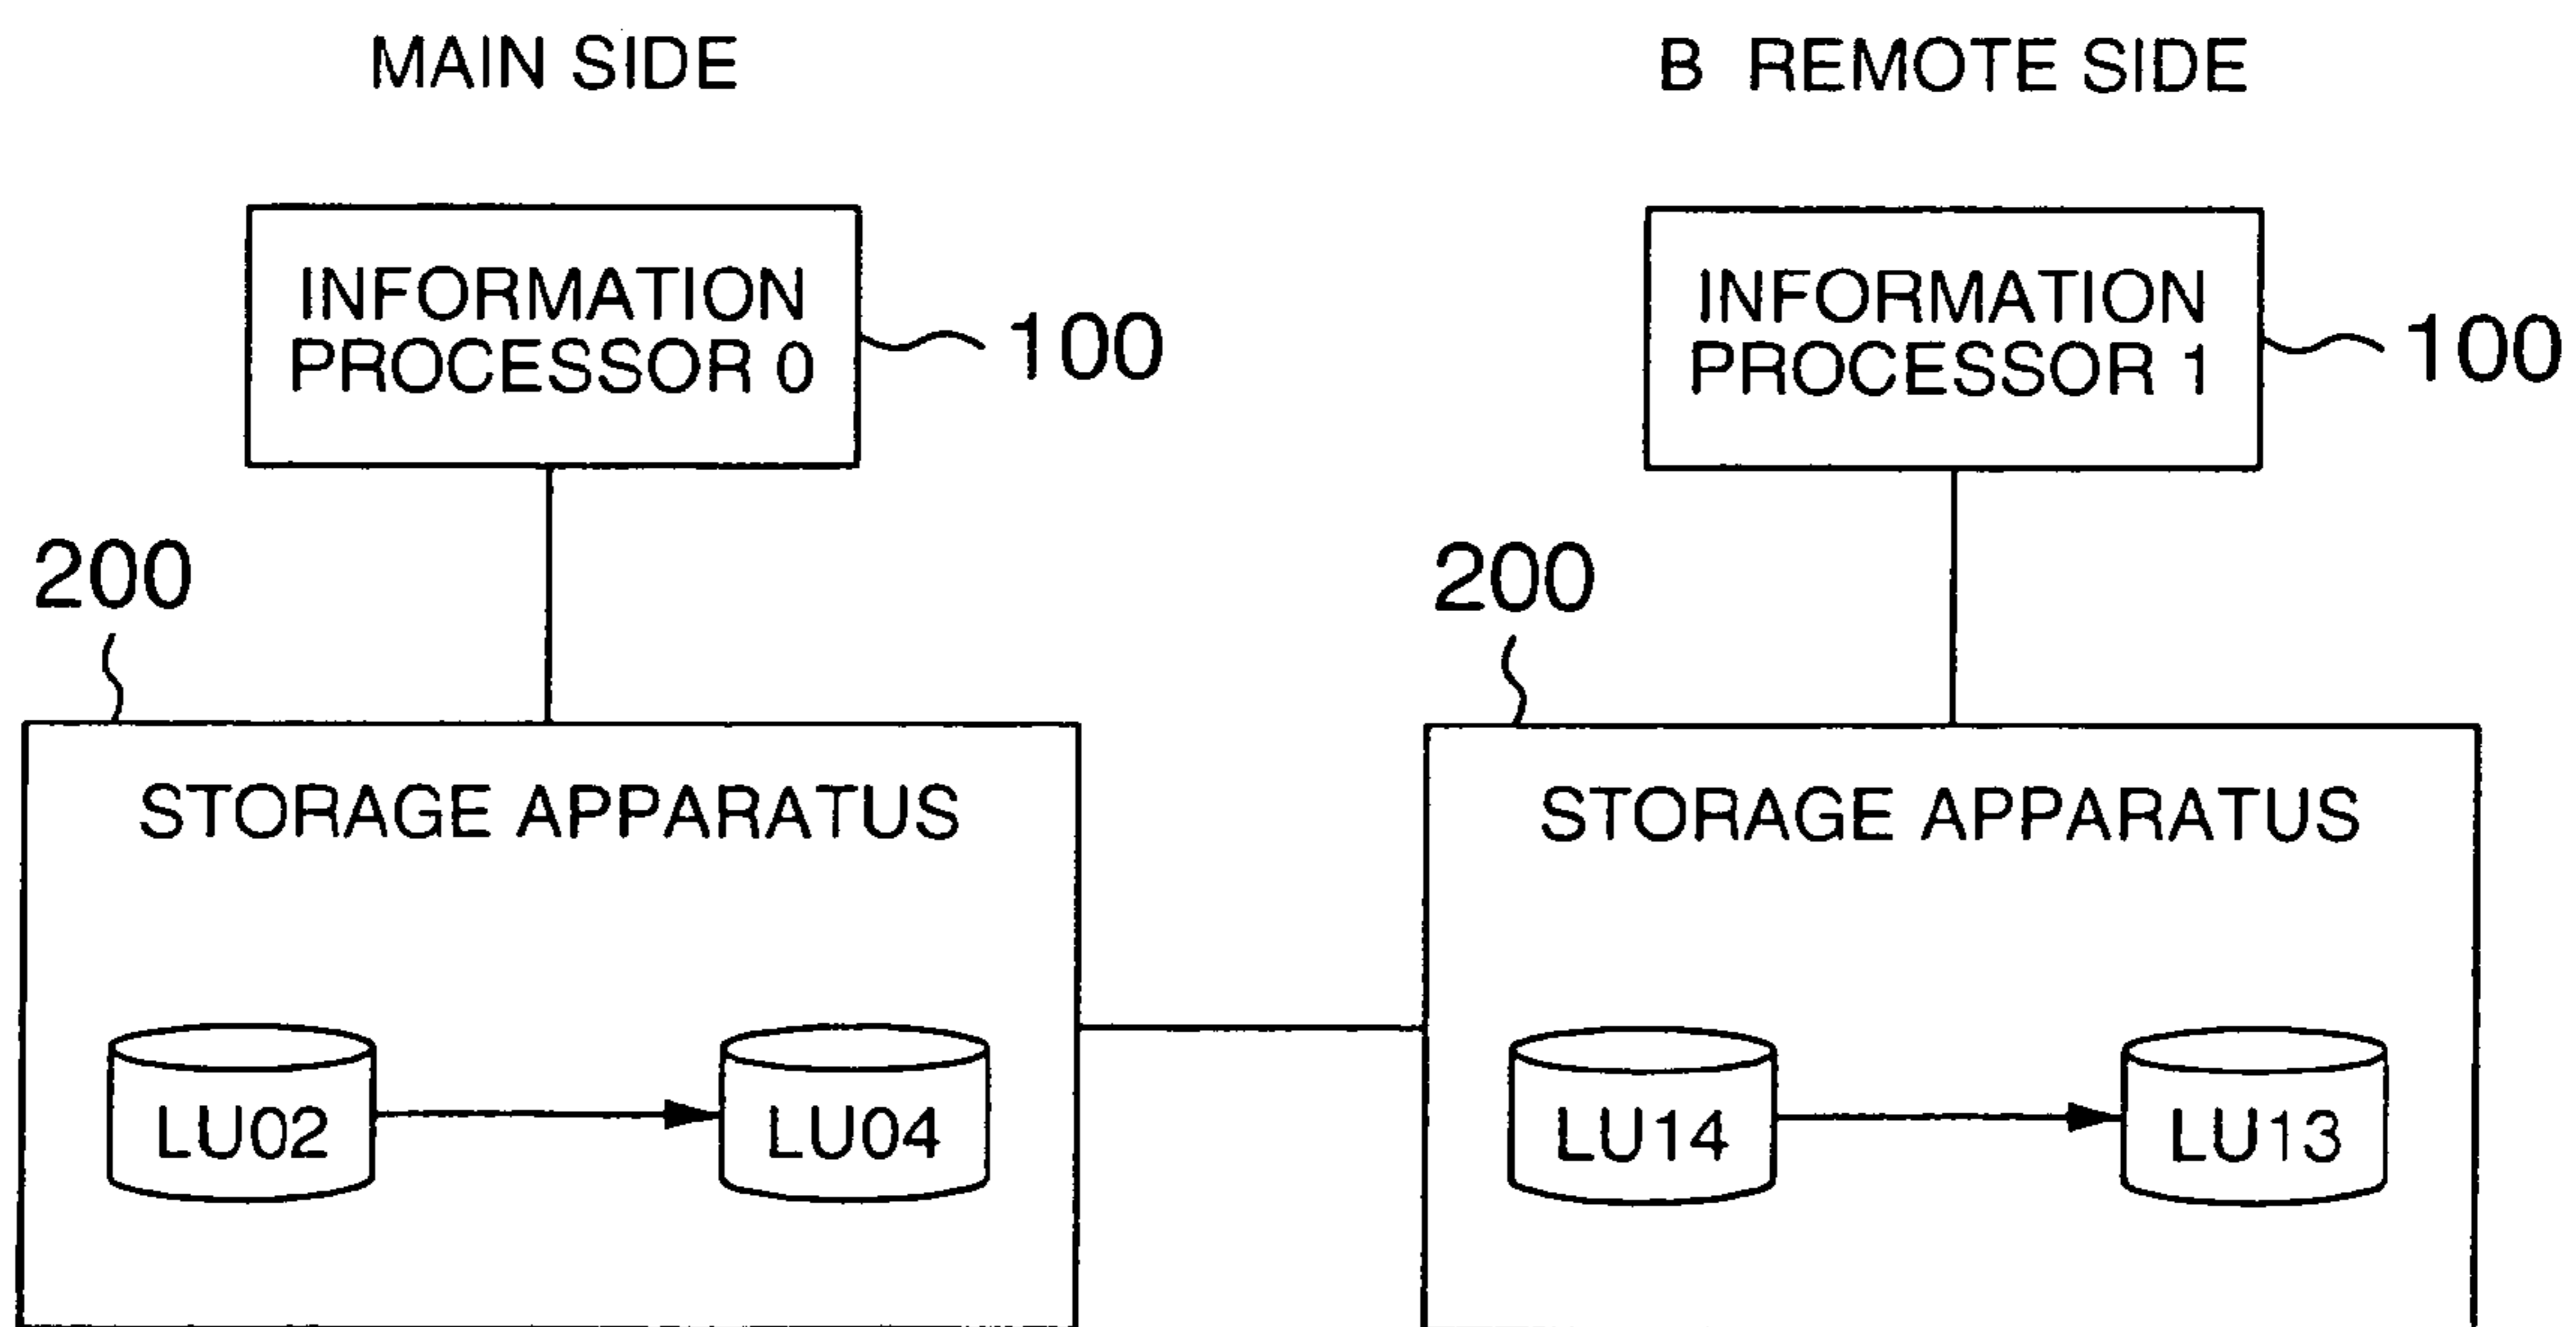 MAIN SIDE
B REMOTE SIDE
INFORMATION
PROCESSOR 0
100
INFORMATION
PROCESSOR 1
100
200
200
STORAGE APPARATUS
STORAGE APPARATUS
LU02
LU04
LU14
LU13